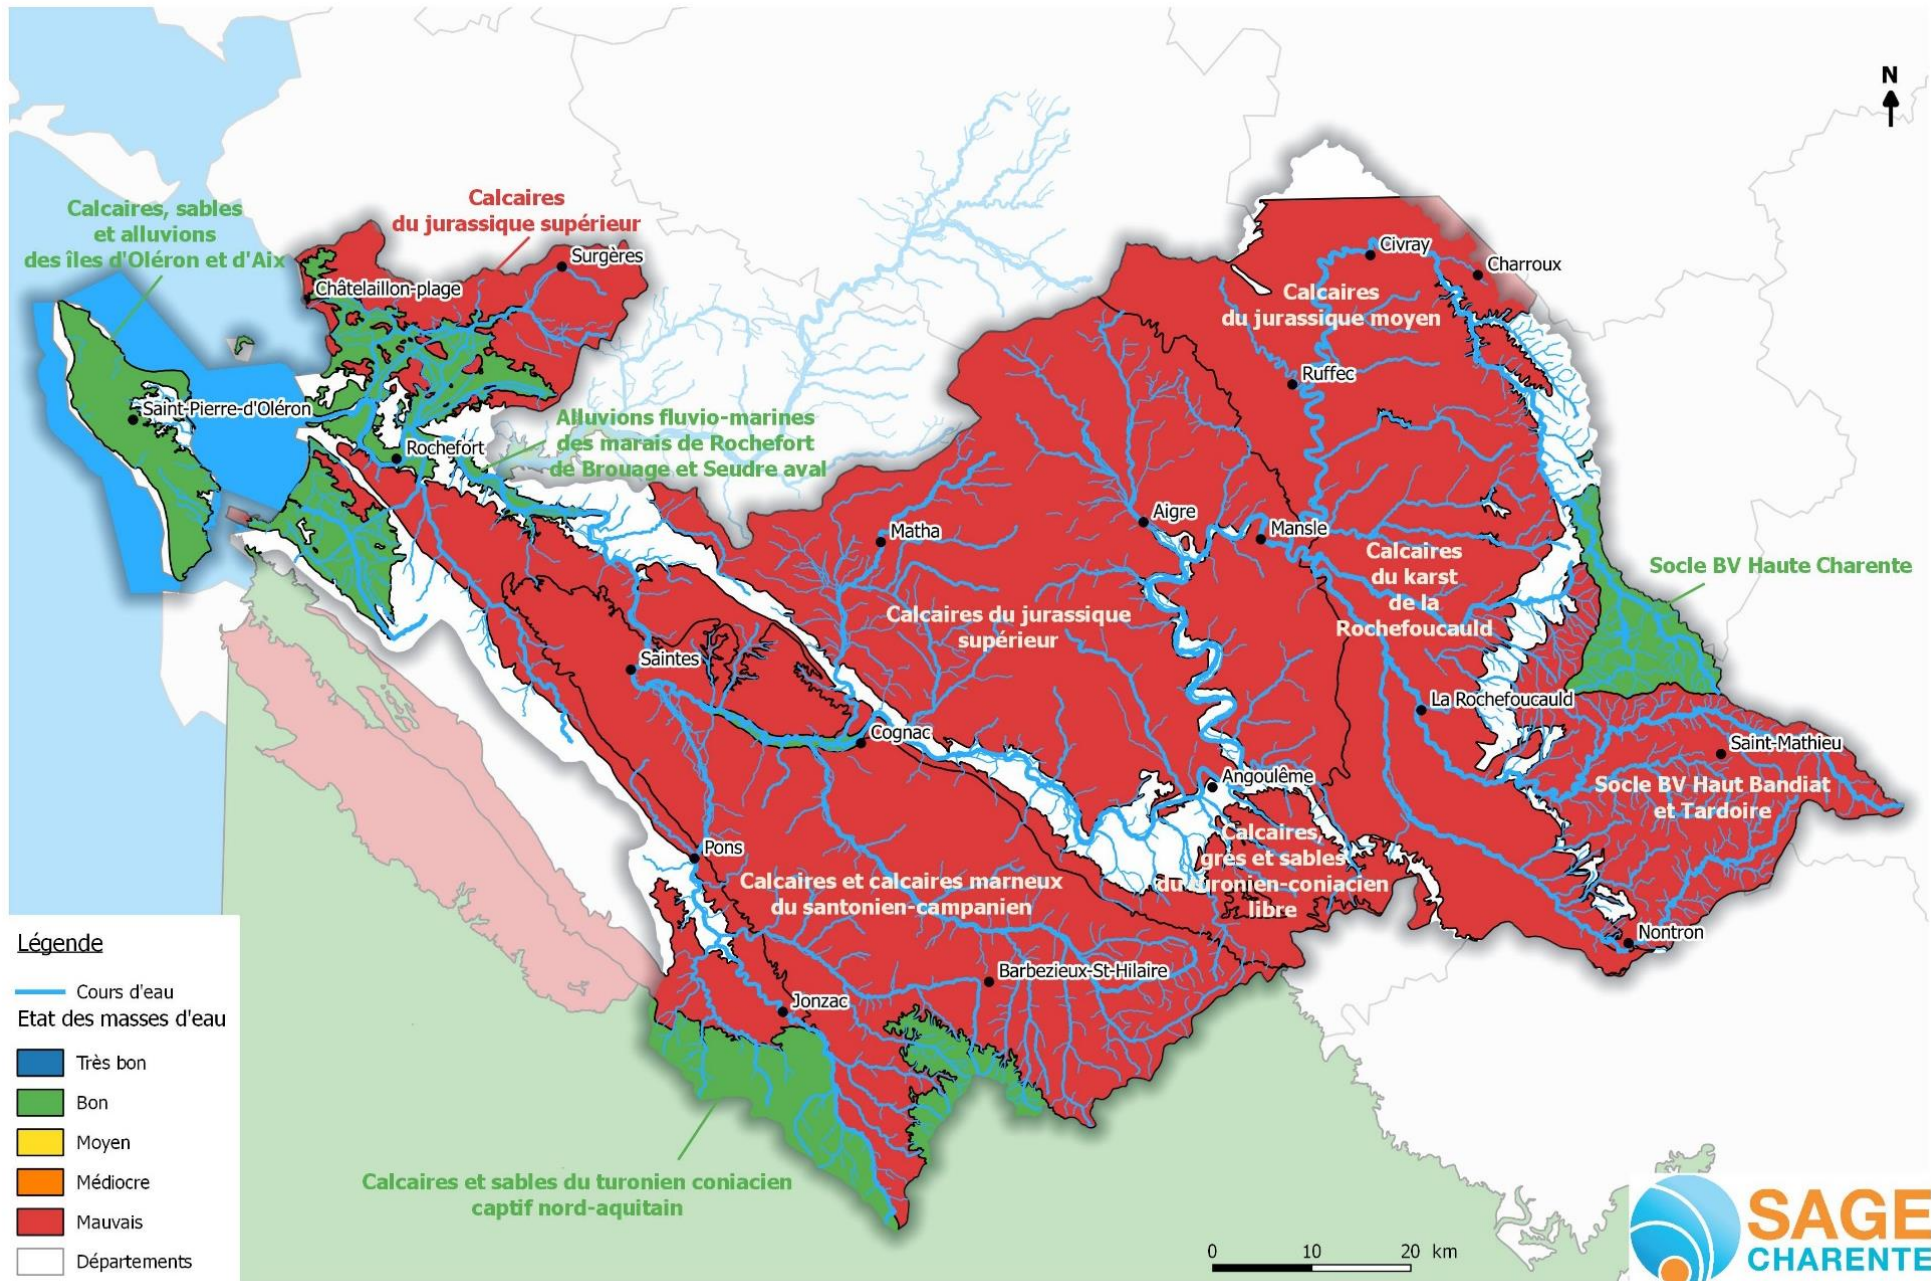 N
Calcaires, sables
et alluvions
des îles d'Oléron et d'Aix
Calcaires
du jurassique supérieur
Surgères
Châtelaillon-plage
Civray
Charroux
Calcaires
du jurassique moyen
Ruffec
Saint-Pierre-d'Oléron
Rochefort
Alluvions fluvio-marines
des marais de Rochefort
de Brouage et Seudre aval
Matha
Aigre
Mansle
Calcaires
du karst
de la
Rochefoucauld
Socle BV Haute Charente
Calcaires du jurassique
supérieur
Saintes
La Rochefoucauld
Cognac
Saint-Mathieu
Angoulême
Socle BV Haut Bandiat
et Tardoire
Calcaires,
grès et sables
du turonien-coniacien
libre
Pons
Calcaires et calcaires marneux
du santonien-campanien
Nontron
Barbezieux-St-Hilaire
Jonzac
Calcaires et sables du turonien coniacien
captif nord-aquitain
Légende
Cours d'eau
Etat des masses d'eau
Très bon
Bon
Moyen
Médiocre
Mauvais
Départements
0 10 20 km
SAGE
CHARENTE